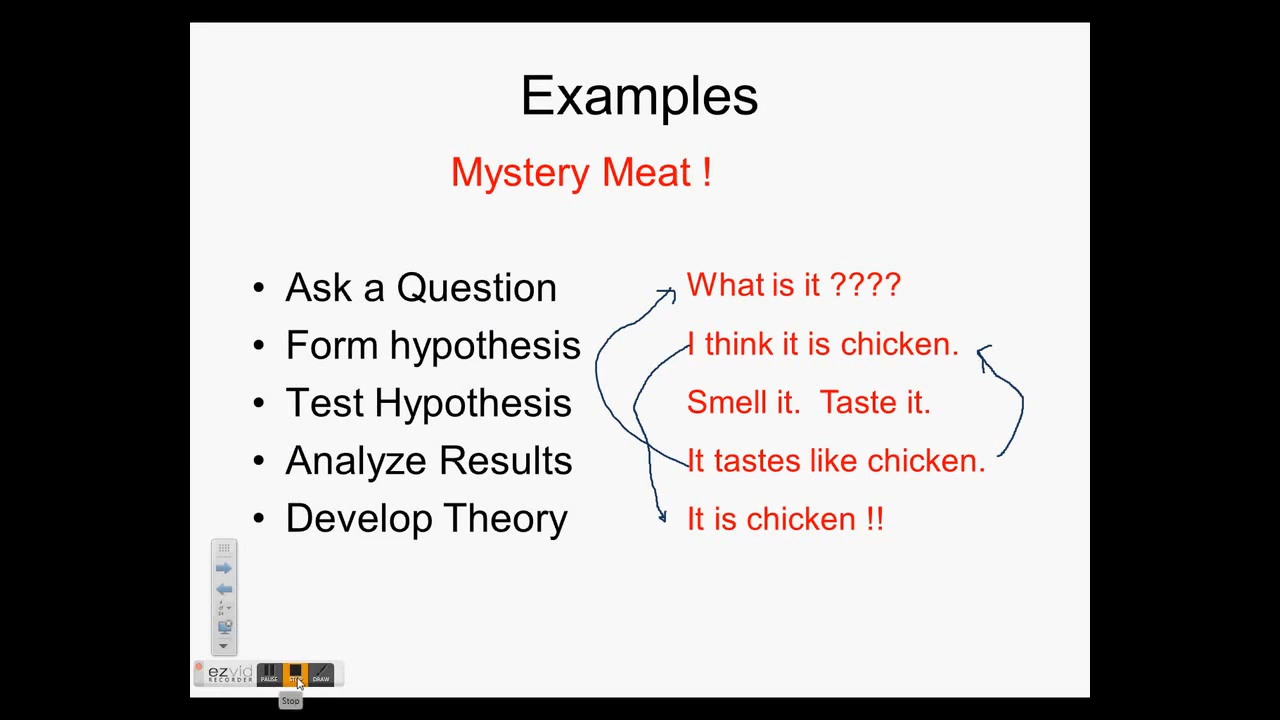 Examples
Mystery Meat !
• Ask a Question What is it ????
• Form hypothesis I think it is chicken.
• Test Hypothesis Smell it. Taste it.
• Analyze Results It tastes like chicken.
• Develop Theory It is chicken !!
ezvid
RECORDER
PAUSE STOP DRAW
Stop